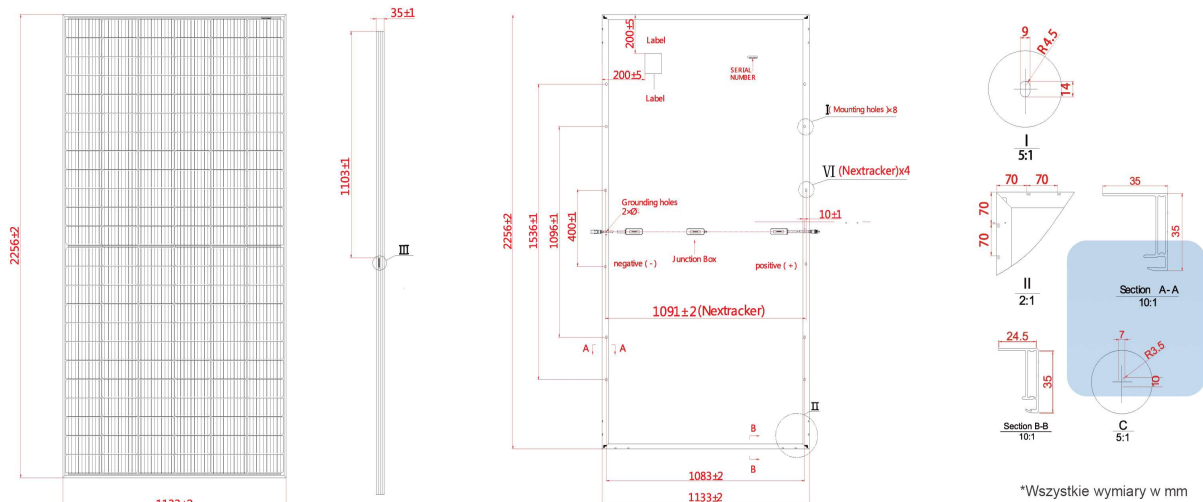 2256±2
1133±2
35±1
1103±1
III
200±5
Label
200±5
Label
SERIAL
NUMBER
I( Mounting holes )×8
VI (Nextracker)x4
2256±2
1536±1
1096±1
400±1
Grounding holes
2×Ø
10±1
negative ( - )
Junction Box
positive ( + )
1091±2 (Nextracker)
A
A
II
B
B
1083±2
1133±2
9
R4.5
14
I
5:1
70
70
70
70
II
2:1
35
35
Section A-A
10:1
24.5
35
Section B-B
10:1
7
R3.5
10
C
5:1
*Wszystkie wymiary w mm